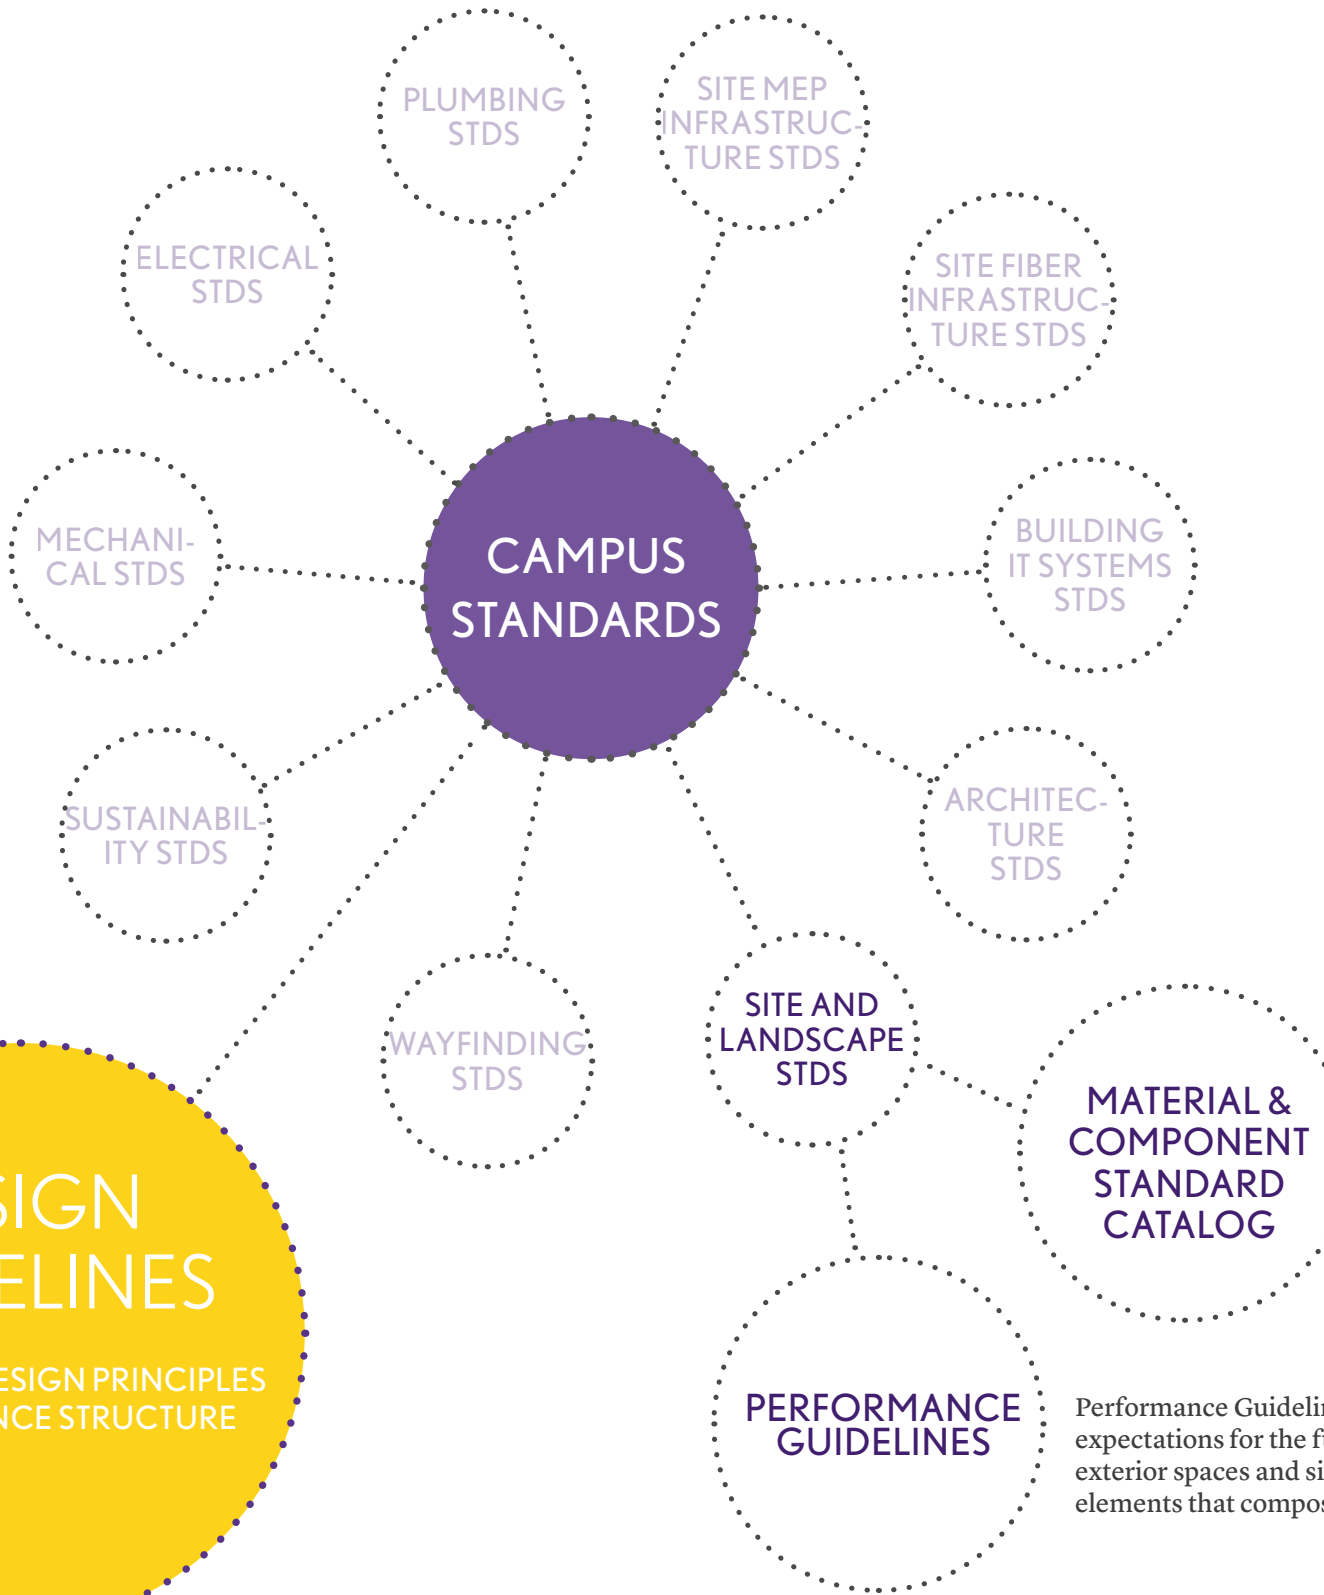 PLUMBING
STDS
SITE MEP
INFRASTRUC-
TURE STDS
ELECTRICAL
STDS
SITE FIBER
INFRASTRUC-
TURE STDS
MECHANI-
CAL STDS
CAMPUS
STANDARDS
BUILDING
IT SYSTEMS
STDS
SUSTAINABIL-
ITY STDS
ARCHITEC-
TURE
STDS
WAYFINDING
STDS
SITE AND
LANDSCAPE
STDS
MATERIAL &
COMPONENT
STANDARD
CATALOG
SIGN
ELINES
ESIGN PRINCIPLES
NCE STRUCTURE
PERFORMANCE
GUIDELINES
Performance Guidelin
expectations for the f
exterior spaces and si
elements that compos